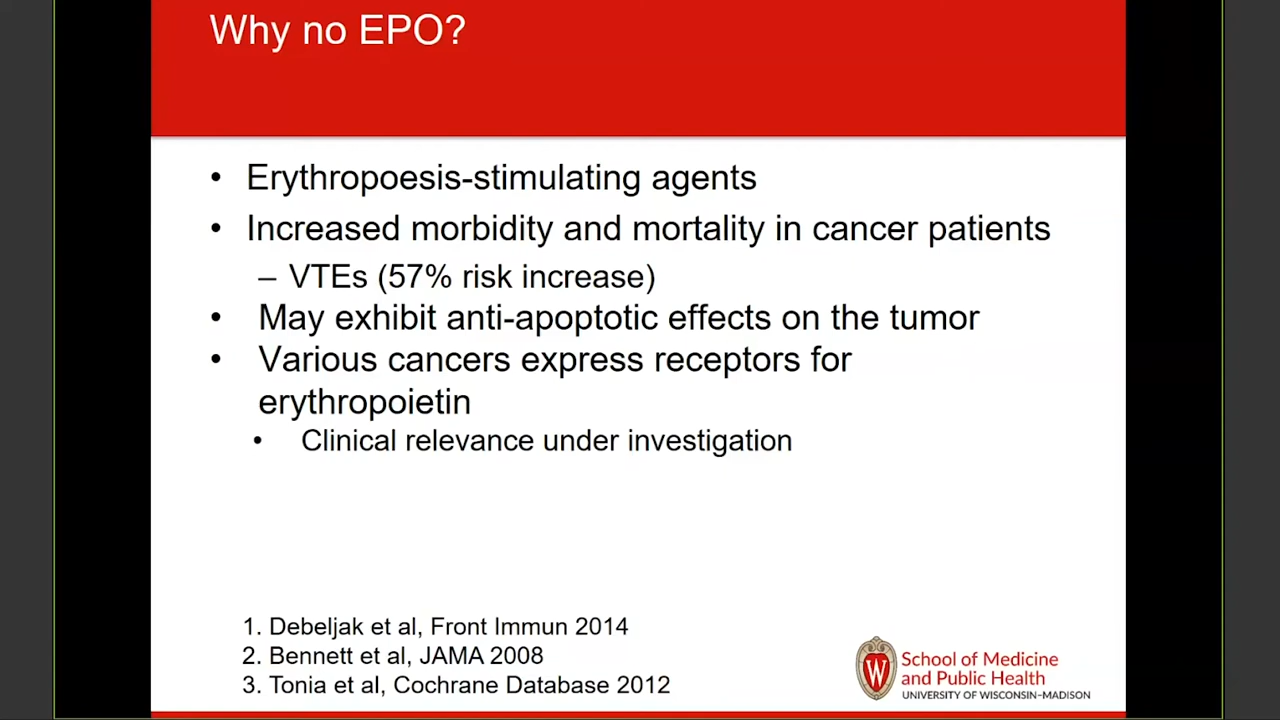 Why no EPO?
• Erythropoesis-stimulating agents
• Increased morbidity and mortality in cancer patients
– VTEs (57% risk increase)
• May exhibit anti-apoptotic effects on the tumor
• Various cancers express receptors for
erythropoietin
• Clinical relevance under investigation
1. Debeljak et al, Front Immun 2014
2. Bennett et al, JAMA 2008
3. Tonia et al, Cochrane Database 2012
W
School of Medicine
and Public Health
UNIVERSITY OF WISCONSIN–MADISON